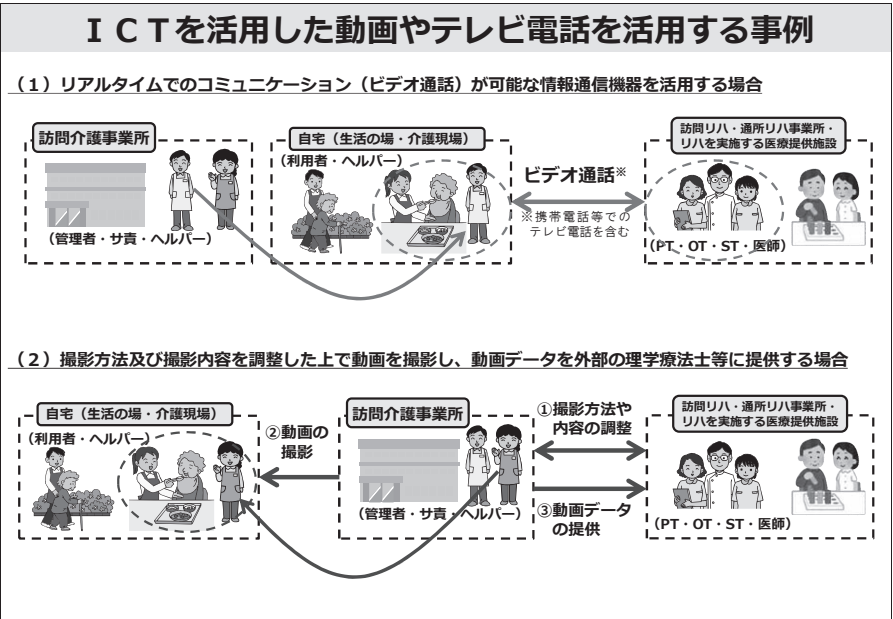 ＩＣＴを活用した動画やテレビ電話を活用する事例
（１）リアルタイムでのコミュニケーション（ビデオ通話）が可能な情報通信機器を活用する場合
訪問介護事業所
（管理者・サ責・ヘルパー）
自宅（生活の場・介護現場）
（利用者・ヘルパー）
ビデオ通話※
※携帯電話等での
テレビ電話を含む
訪問リハ・通所リハ事業所・
リハを実施する医療提供施設
（PT・OT・ST・医師）
（２）撮影方法及び撮影内容を調整した上で動画を撮影し、動画データを外部の理学療法士等に提供する場合
自宅（生活の場・介護現場）
（利用者・ヘルパー）
②動画の
撮影
訪問介護事業所
（管理者・サ責・ヘルパー）
①撮影方法や
内容の調整
③動画データ
の提供
訪問リハ・通所リハ事業所・
リハを実施する医療提供施設
（PT・OT・ST・医師）